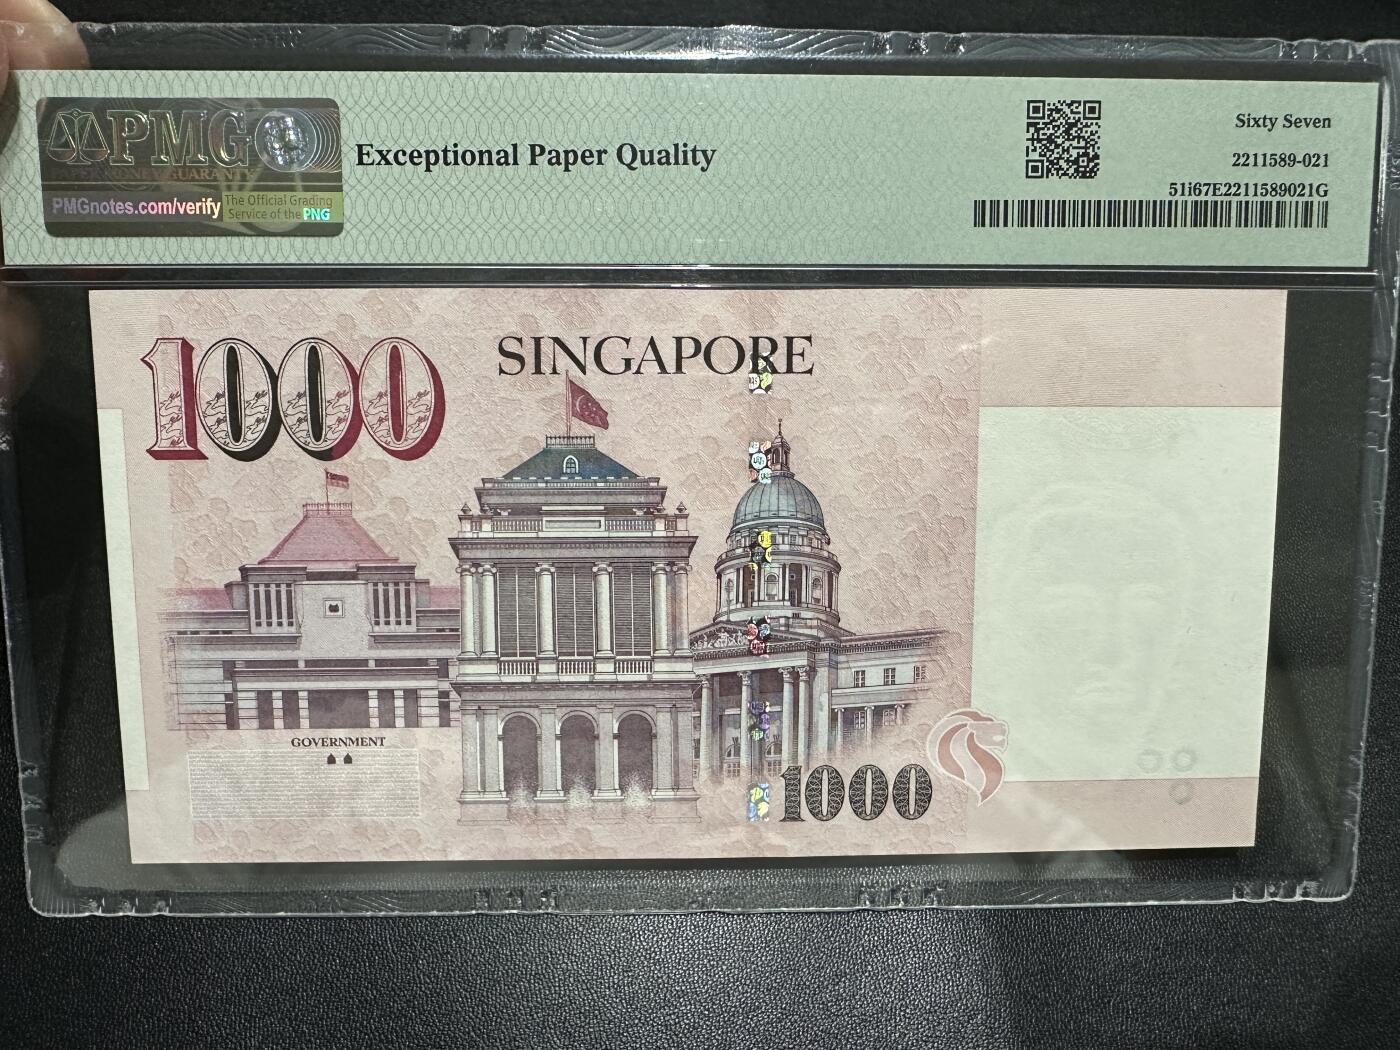 PMG
PAPER MONEY GUARANTY
PMGnotes.com/verify
The Official Grading
Service of the PNG
Exceptional Paper Quality
Sixty Seven
2211589-021
51i67E2211589021G
1000
SINGAPORE
GOVERNMENT
1000